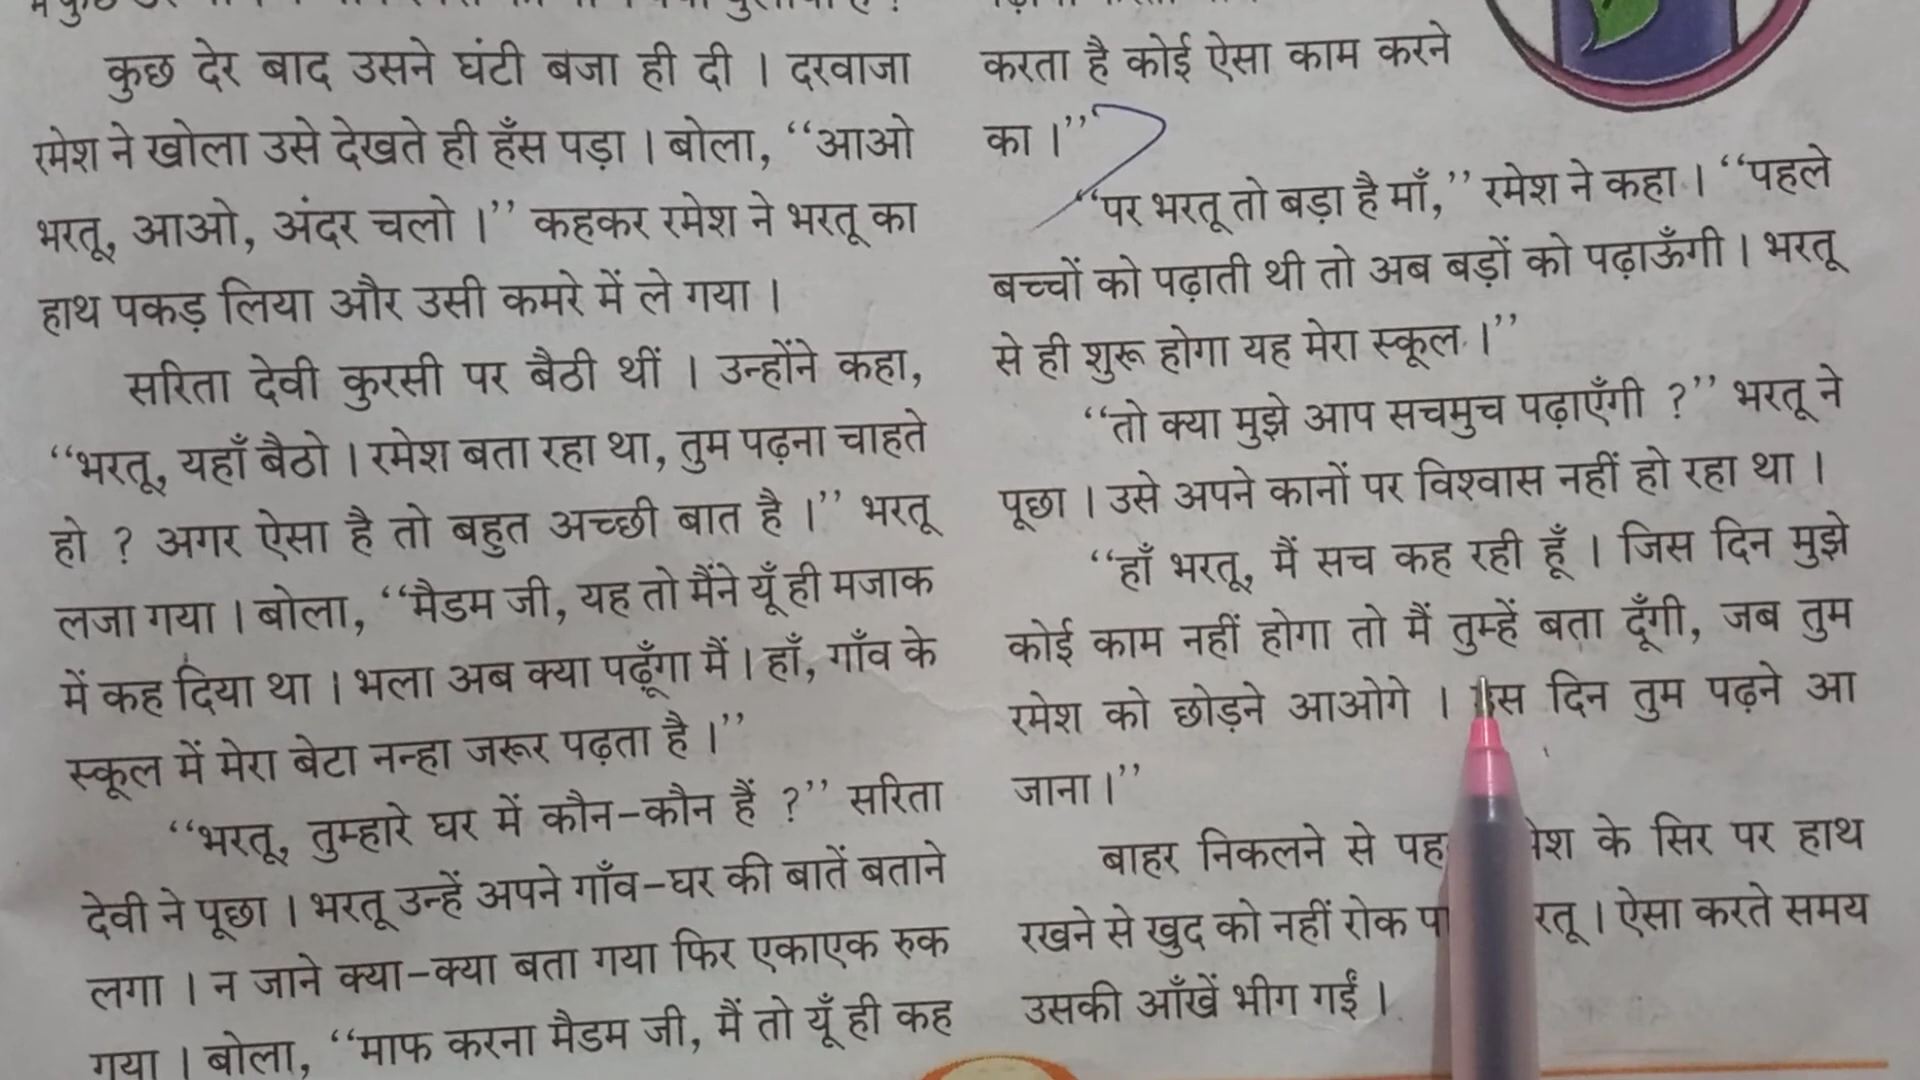 कुछ देर बाद उसने घंटी बजा ही दी । दरवाजा
रमेश ने खोला उसे देखते ही हँस पड़ा । बोला, ‘‘आओ
भरतू, आओ, अंदर चलो ।’’ कहकर रमेश ने भरतू का
हाथ पकड़ लिया और उसी कमरे में ले गया ।
सरिता देवी कुरसी पर बैठी थीं । उन्होंने कहा,
‘‘भरतू, यहाँ बैठो । रमेश बता रहा था, तुम पढ़ना चाहते
हो ? अगर ऐसा है तो बहुत अच्छी बात है ।’’ भरतू
लजा गया । बोला, ‘‘मैडम जी, यह तो मैंने यूँ ही मजाक
में कह दिया था । भला अब क्या पढ़ूँगा मैं । हाँ, गाँव के
स्कूल में मेरा बेटा नन्हा जरूर पढ़ता है ।’’
‘‘भरतू, तुम्हारे घर में कौन-कौन हैं ?’’ सरिता
देवी ने पूछा । भरतू उन्हें अपने गाँव-घर की बातें बताने
लगा । न जाने क्या-क्या बता गया फिर एकाएक रुक
गया । बोला, ‘‘माफ करना मैडम जी, मैं तो यूँ ही कह
करता है कोई ऐसा काम करने
का ।’’
‘‘पर भरतू तो बड़ा है माँ,’’ रमेश ने कहा । ‘‘पहले
बच्चों को पढ़ाती थी तो अब बड़ों को पढ़ाऊँगी । भरतू
से ही शुरू होगा यह मेरा स्कूल ।’’
‘‘तो क्या मुझे आप सचमुच पढ़ाएँगी ?’’ भरतू ने
पूछा । उसे अपने कानों पर विश्वास नहीं हो रहा था ।
‘‘हाँ भरतू, मैं सच कह रही हूँ । जिस दिन मुझे
कोई काम नहीं होगा तो मैं तुम्हें बता दूँगी, जब तुम
रमेश को छोड़ने आओगे । दिन तुम पढ़ने आ
जाना ।’’
बाहर निकलने से के सिर पर हाथ
रखने से खुद को नहीं रोक । ऐसा करते समय
उसकी आँखें भीग गईं ।